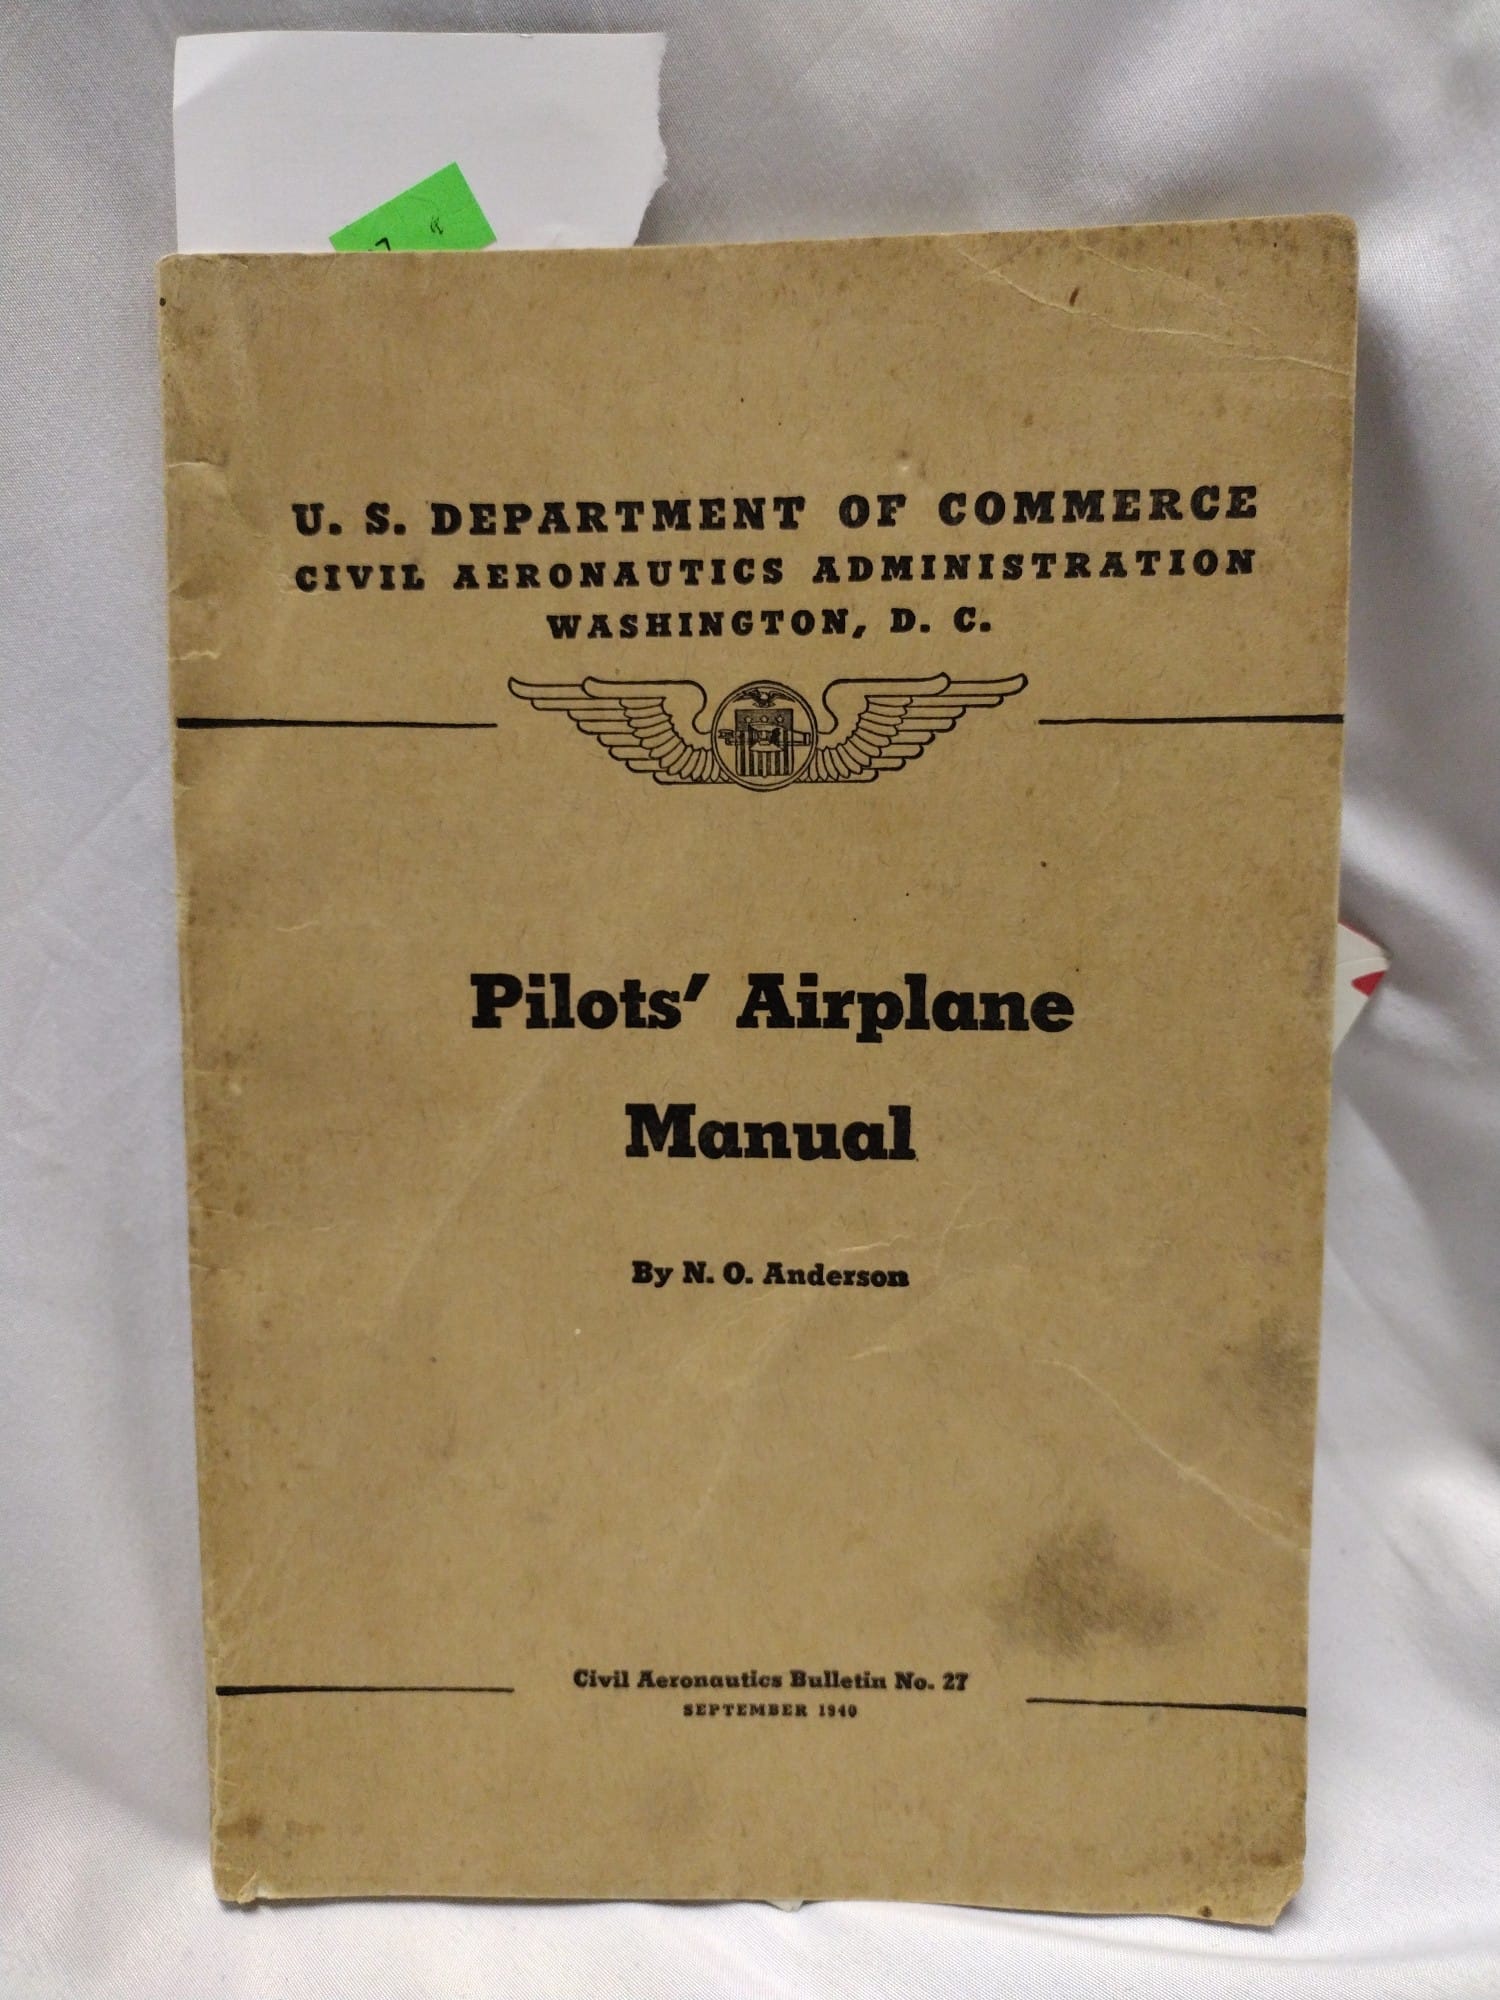 U. S. DEPARTMENT OF COMMERCE
CIVIL AERONAUTICS ADMINISTRATION
WASHINGTON, D. C.
Pilots' Airplane
Manual
By N. O. Anderson
Civil Aeronautics Bulletin No. 27
SEPTEMBER 1940